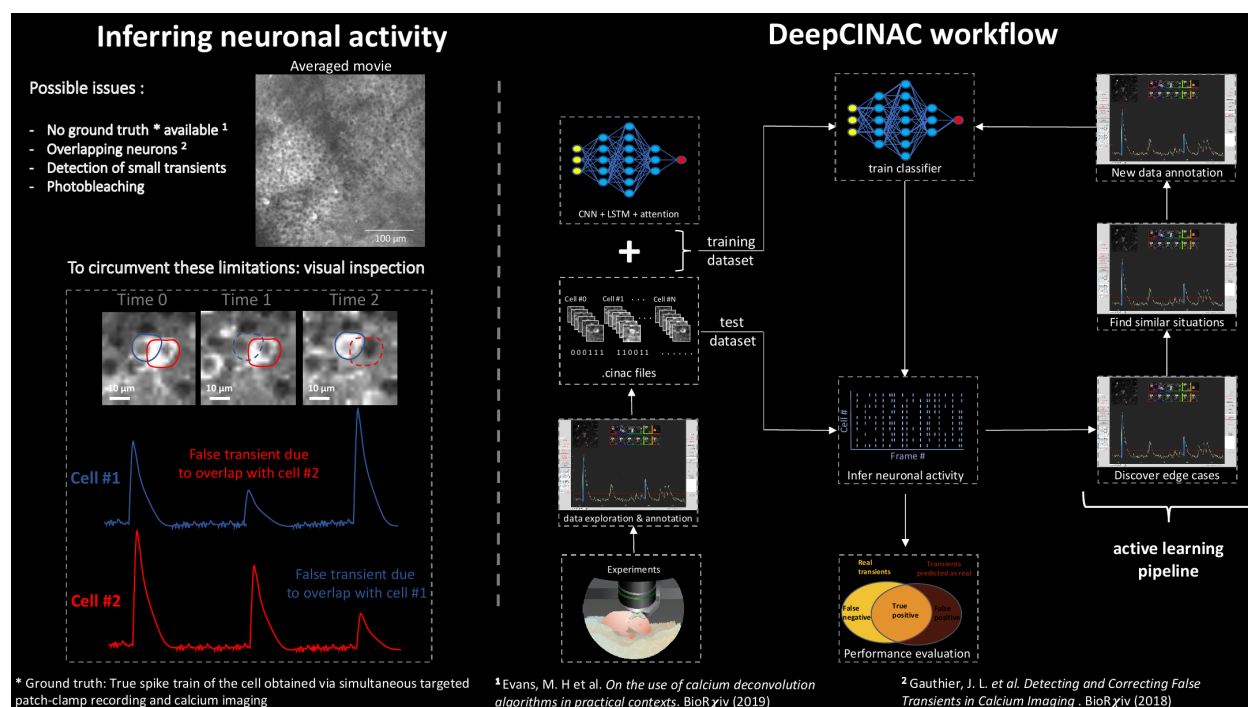 Inferring neuronal activity
Averaged movie
Possible issues :
- No ground truth * available 1
- Overlapping neurons 2
- Detection of small transients
- Photobleaching
100 µm
To circumvent these limitations: visual inspection
Time 0 Time 1 Time 2
10 µm 10 µm 10 µm
False transient due
to overlap with cell #2
Cell #1
False transient due
to overlap with cell #1
Cell #2
DeepCINAC workflow
CNN + LSTM + attention
+
training
dataset
Cell #0 Cell #1 . . . Cell #N
000111 110011 ......
.cinac files
test
dataset
data exploration & annotation
Experiments
train classifier
Cell #
Frame #
Infer neuronal activity
Real
transients
Transients
predicted as real
False
negative
True
positive
False
positive
Performance evaluation
New data annotation
Find similar situations
Discover edge cases
active learning
pipeline
* Ground truth: True spike train of the cell obtained via simultaneous targeted
patch-clamp recording and calcium imaging
1 Evans, M. H et al. On the use of calcium deconvolution
algorithms in practical contexts. BioRχiv (2019)
2 Gauthier, J. L. et al. Detecting and Correcting False
Transients in Calcium Imaging . BioRχiv (2018)